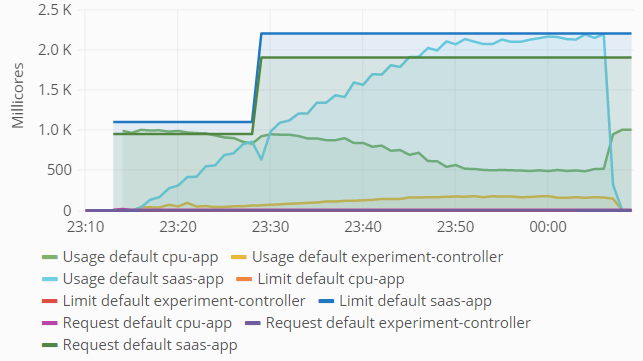 2.5 K
2.0 K
1.5 K
1.0 K
500
0
Millicores
23:10 23:20 23:30 23:40 23:50 00:00
Usage default cpu-app Usage default experiment-controller
Usage default saas-app Limit default cpu-app
Limit default experiment-controller Limit default saas-app
Request default cpu-app Request default experiment-controller
Request default saas-app